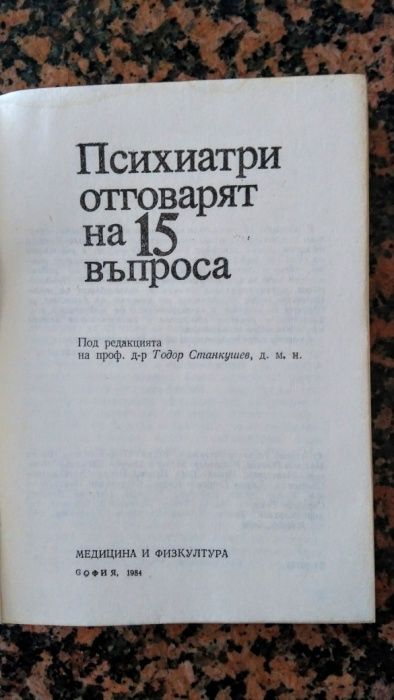 Психиатри
отговарят
на 15
въпроса
Под редакцията
на проф. д-р Тодор Станкушев, д. м. н.
МЕДИЦИНА И ФИЗКУЛТУРА
СОФИЯ, 1984